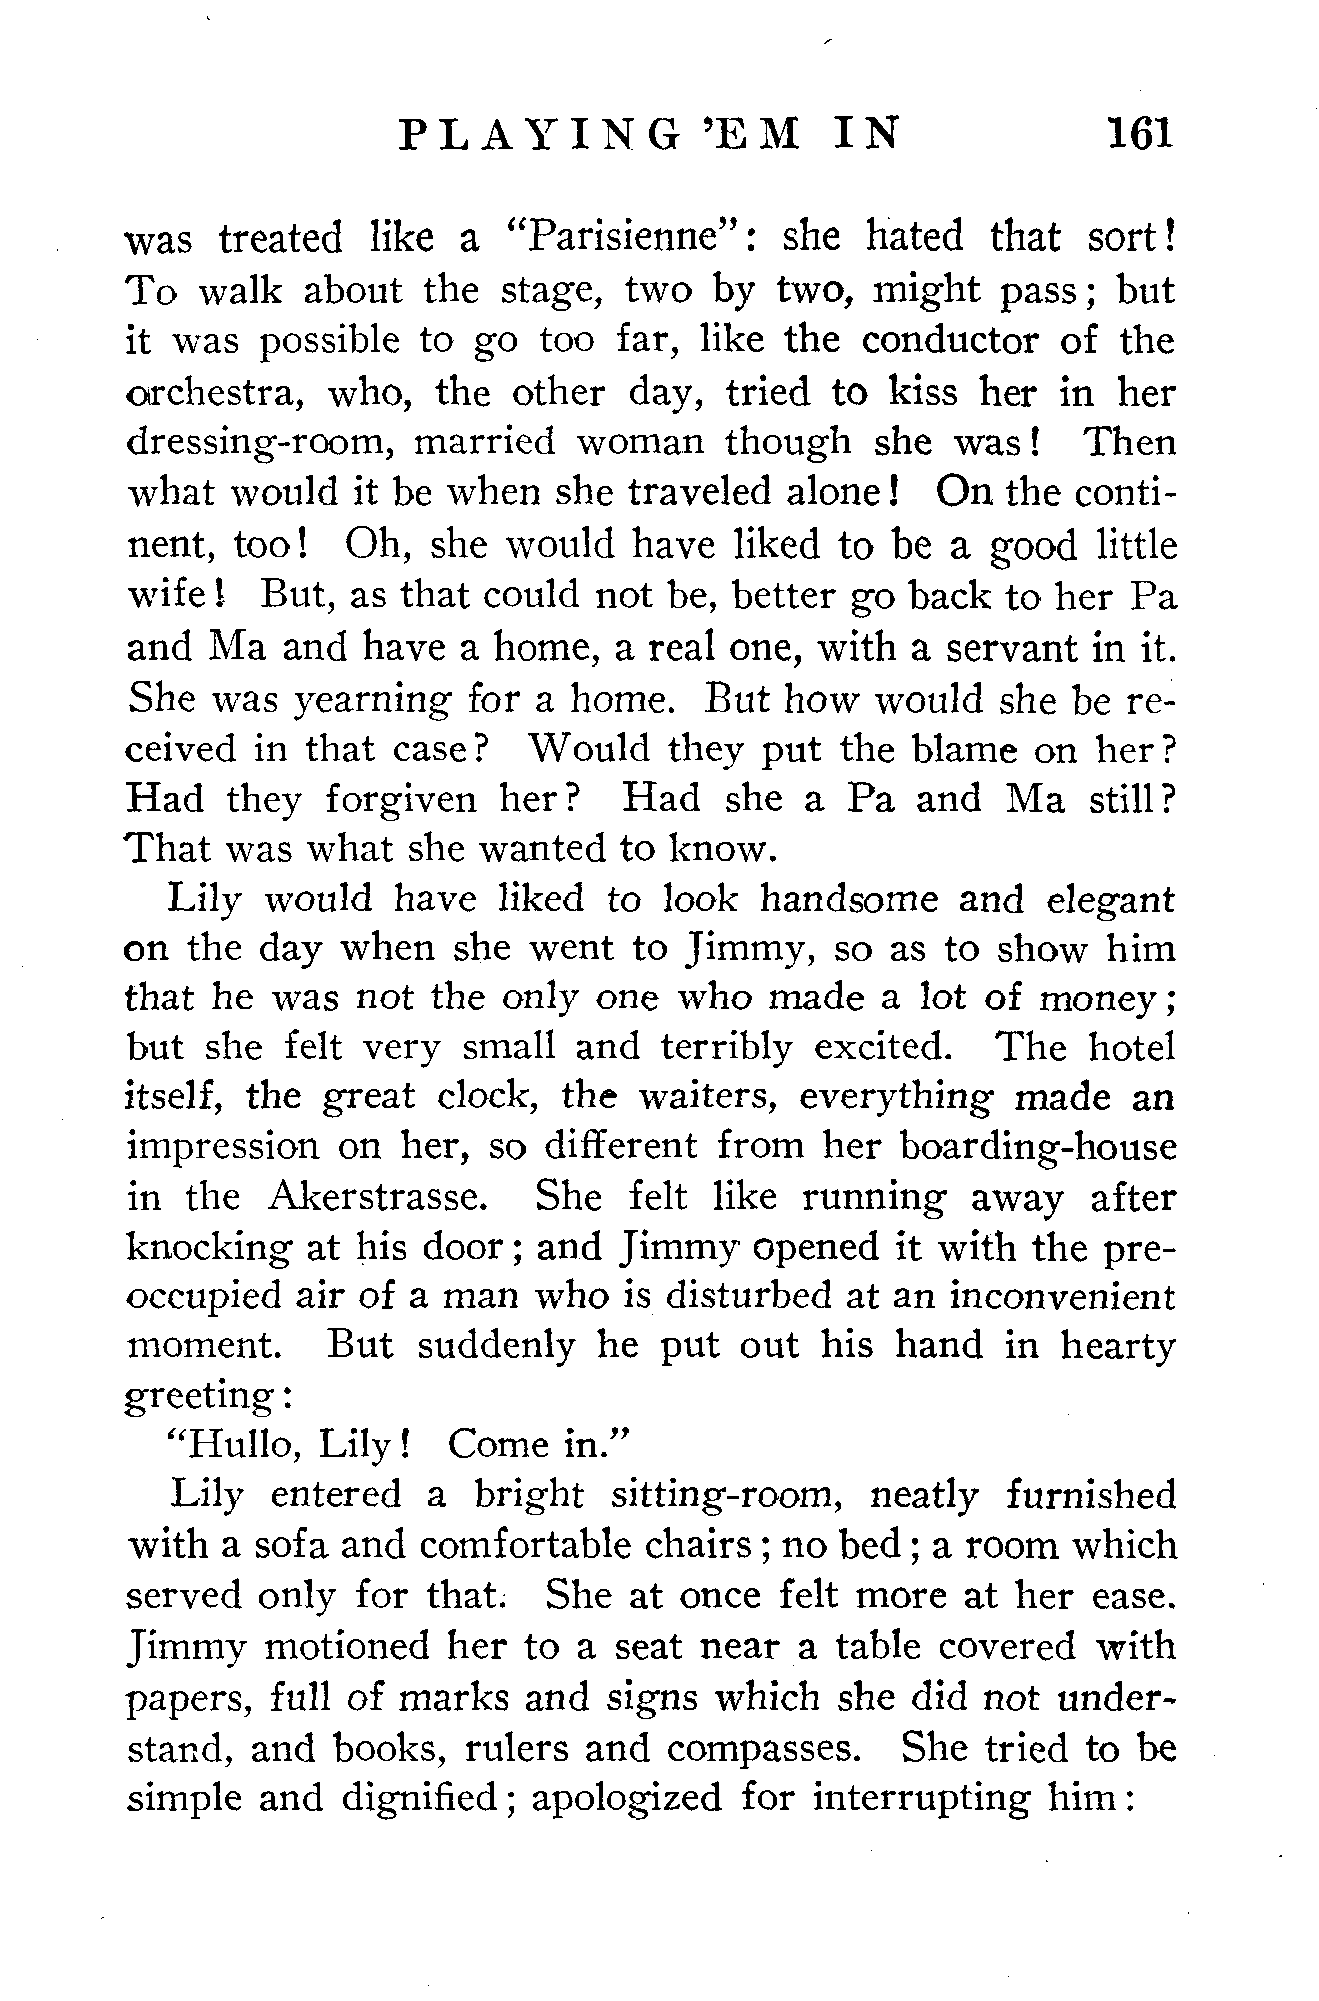 PLAYING 'EM IN 161
was treated like a "Parisienne": she hated that sort!
To walk about the stage, two by two, might pass; but
it was possible to go too far, like the conductor of the
orchestra, who, the other day, tried to kiss her in her
dressing-room, married woman though she was! Then
what would it be when she traveled alone! On the conti-
nent, too! Oh, she would have liked to be a good little
wife! But, as that could not be, better go back to her Pa
and Ma and have a home, a real one, with a servant in it.
She was yearning for a home. But how would she be re-
ceived in that case? Would they put the blame on her?
Had they forgiven her? Had she a Pa and Ma still?
That was what she wanted to know.
Lily would have liked to look handsome and elegant
on the day when she went to Jimmy, so as to show him
that he was not the only one who made a lot of money;
but she felt very small and terribly excited. The hotel
itself, the great clock, the waiters, everything made an
impression on her, so different from her boarding-house
in the Akerstrasse. She felt like running away after
knocking at his door; and Jimmy opened it with the pre-
occupied air of a man who is disturbed at an inconvenient
moment. But suddenly he put out his hand in hearty
greeting:
"Hullo, Lily! Come in."
Lily entered a bright sitting-room, neatly furnished
with a sofa and comfortable chairs; no bed; a room which
served only for that. She at once felt more at her ease.
Jimmy motioned her to a seat near a table covered with
papers, full of marks and signs which she did not under-
stand, and books, rulers and compasses. She tried to be
simple and dignified; apologized for interrupting him: